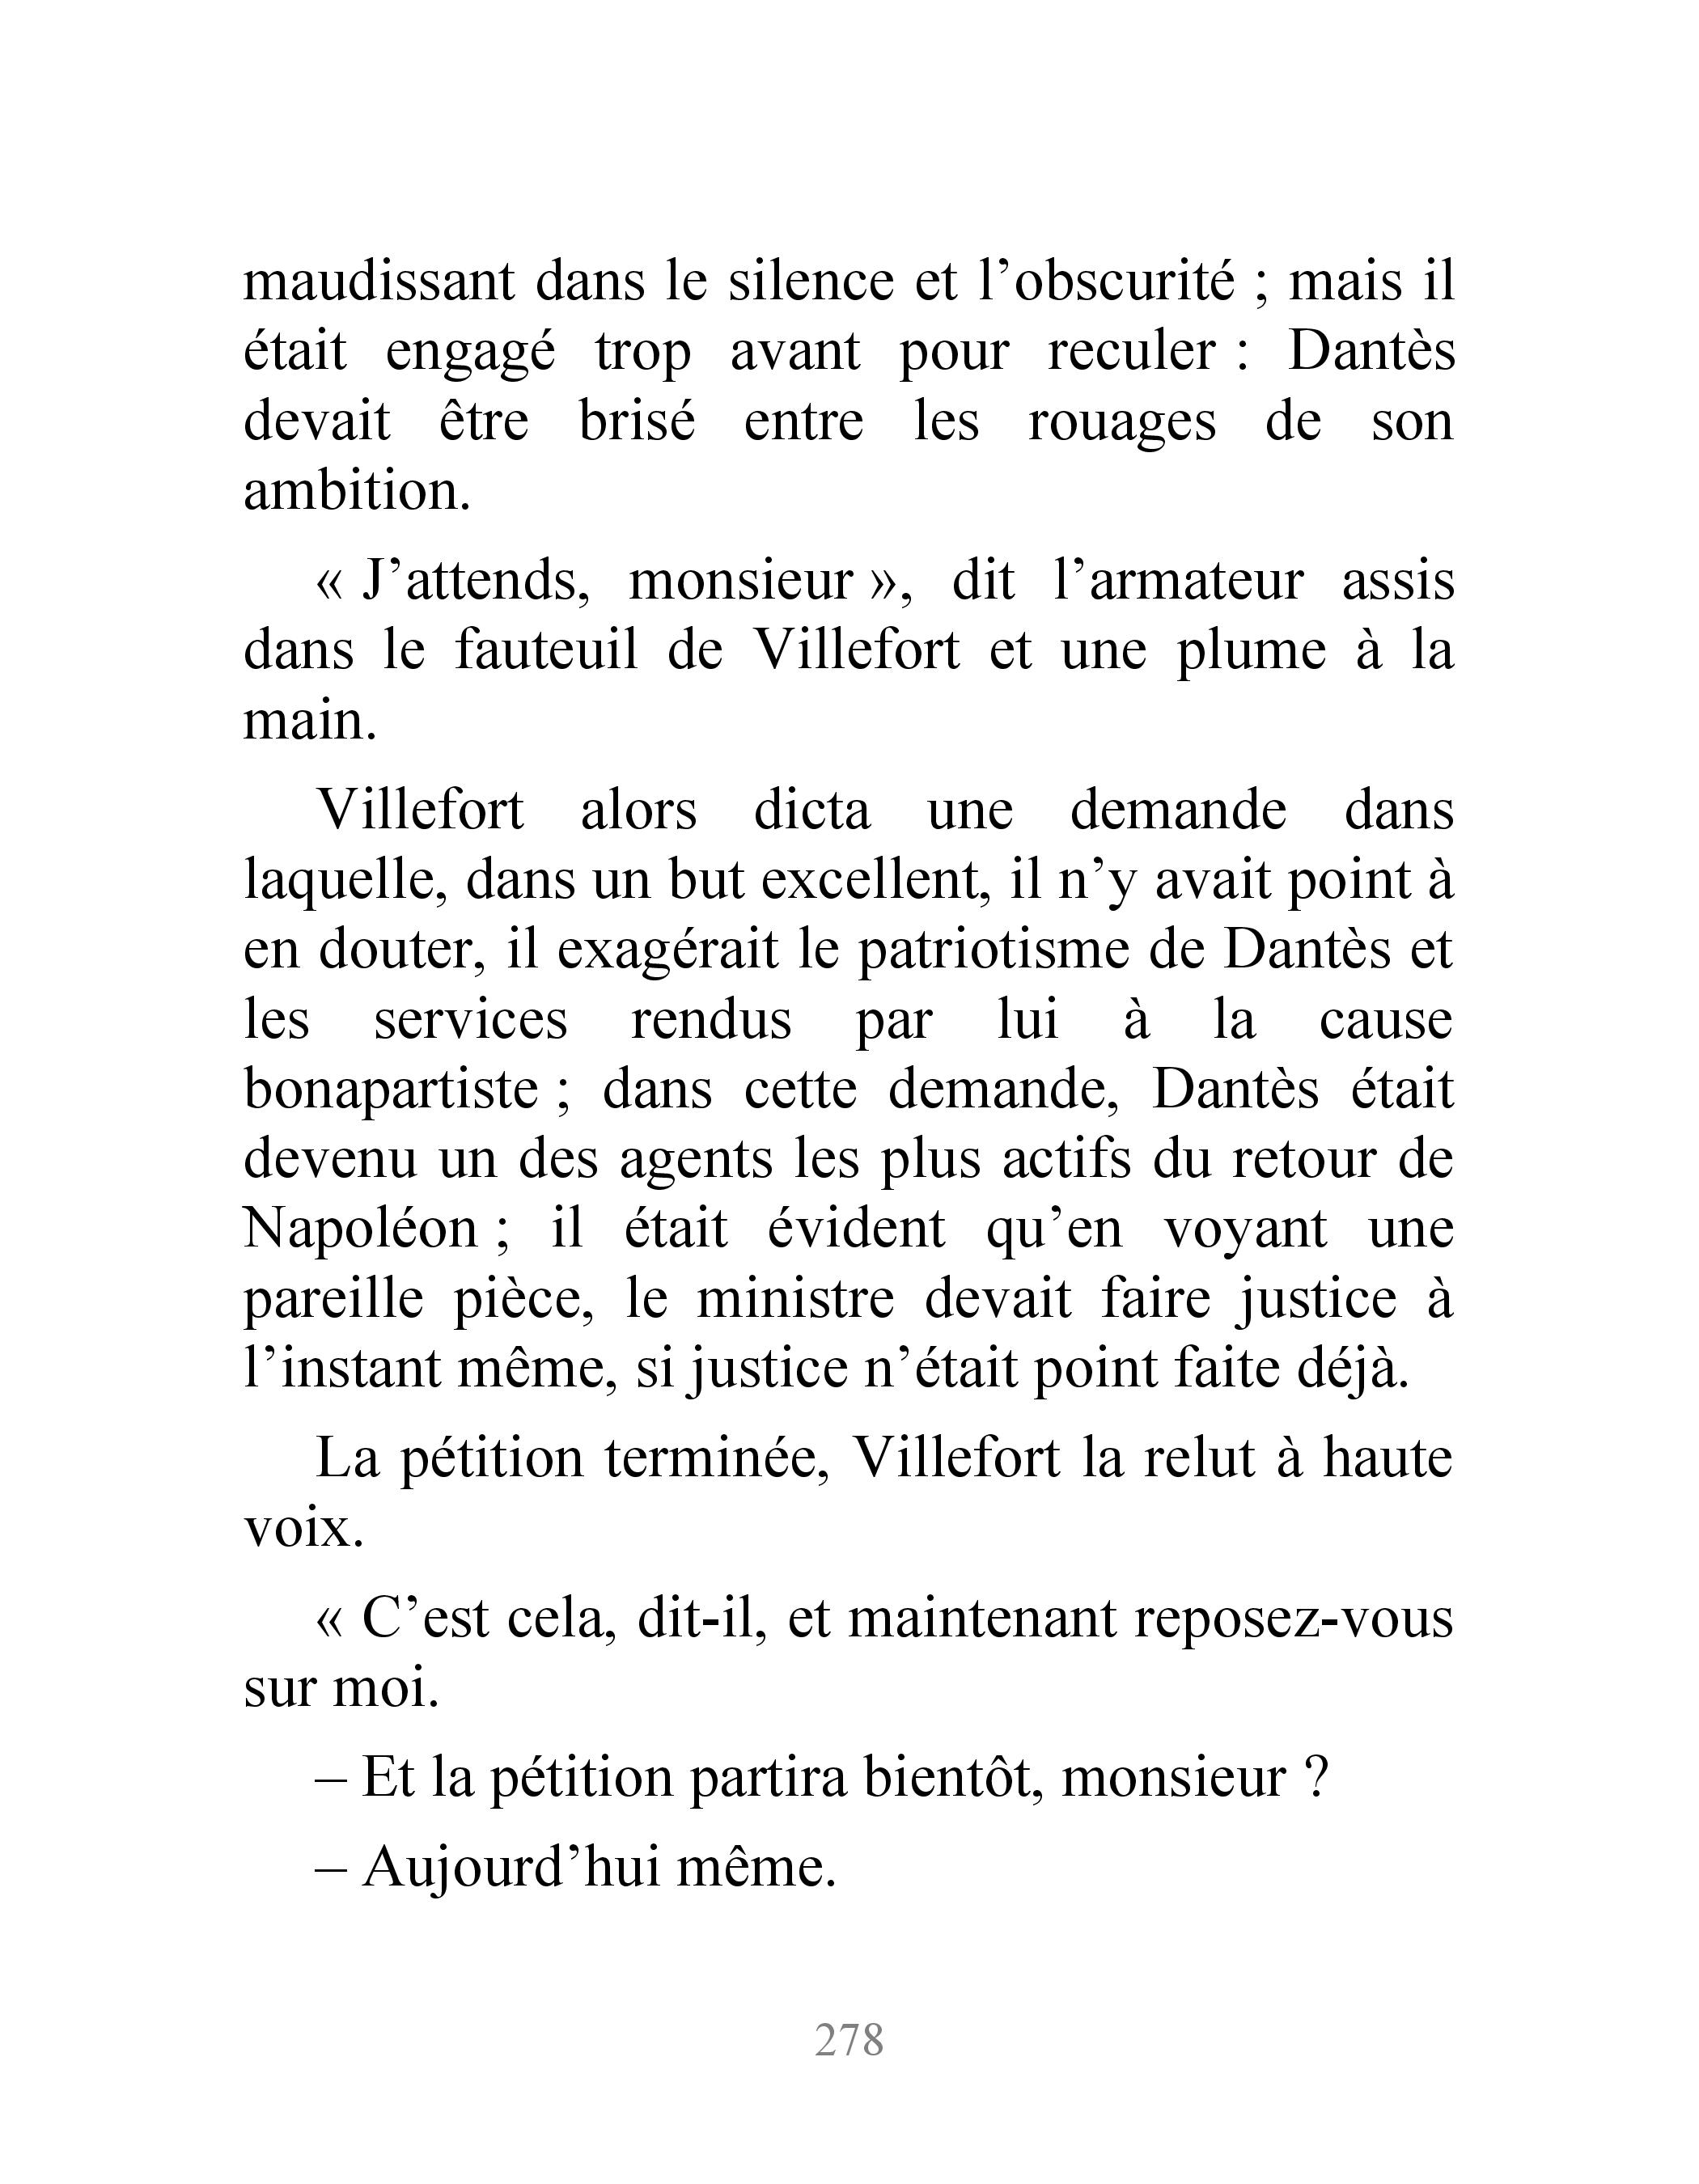 maudissant dans le silence et l’obscurité ; mais il
était engagé trop avant pour reculer : Dantès
devait être brisé entre les rouages de son
ambition.
« J’attends, monsieur », dit l’armateur assis
dans le fauteuil de Villefort et une plume à la
main.
Villefort alors dicta une demande dans
laquelle, dans un but excellent, il n’y avait point à
en douter, il exagérait le patriotisme de Dantès et
les services rendus par lui à la cause
bonapartiste ; dans cette demande, Dantès était
devenu un des agents les plus actifs du retour de
Napoléon ; il était évident qu’en voyant une
pareille pièce, le ministre devait faire justice à
l’instant même, si justice n’était point faite déjà.
La pétition terminée, Villefort la relut à haute
voix.
« C’est cela, dit-il, et maintenant reposez-vous
sur moi.
– Et la pétition partira bientôt, monsieur ?
– Aujourd’hui même.
278